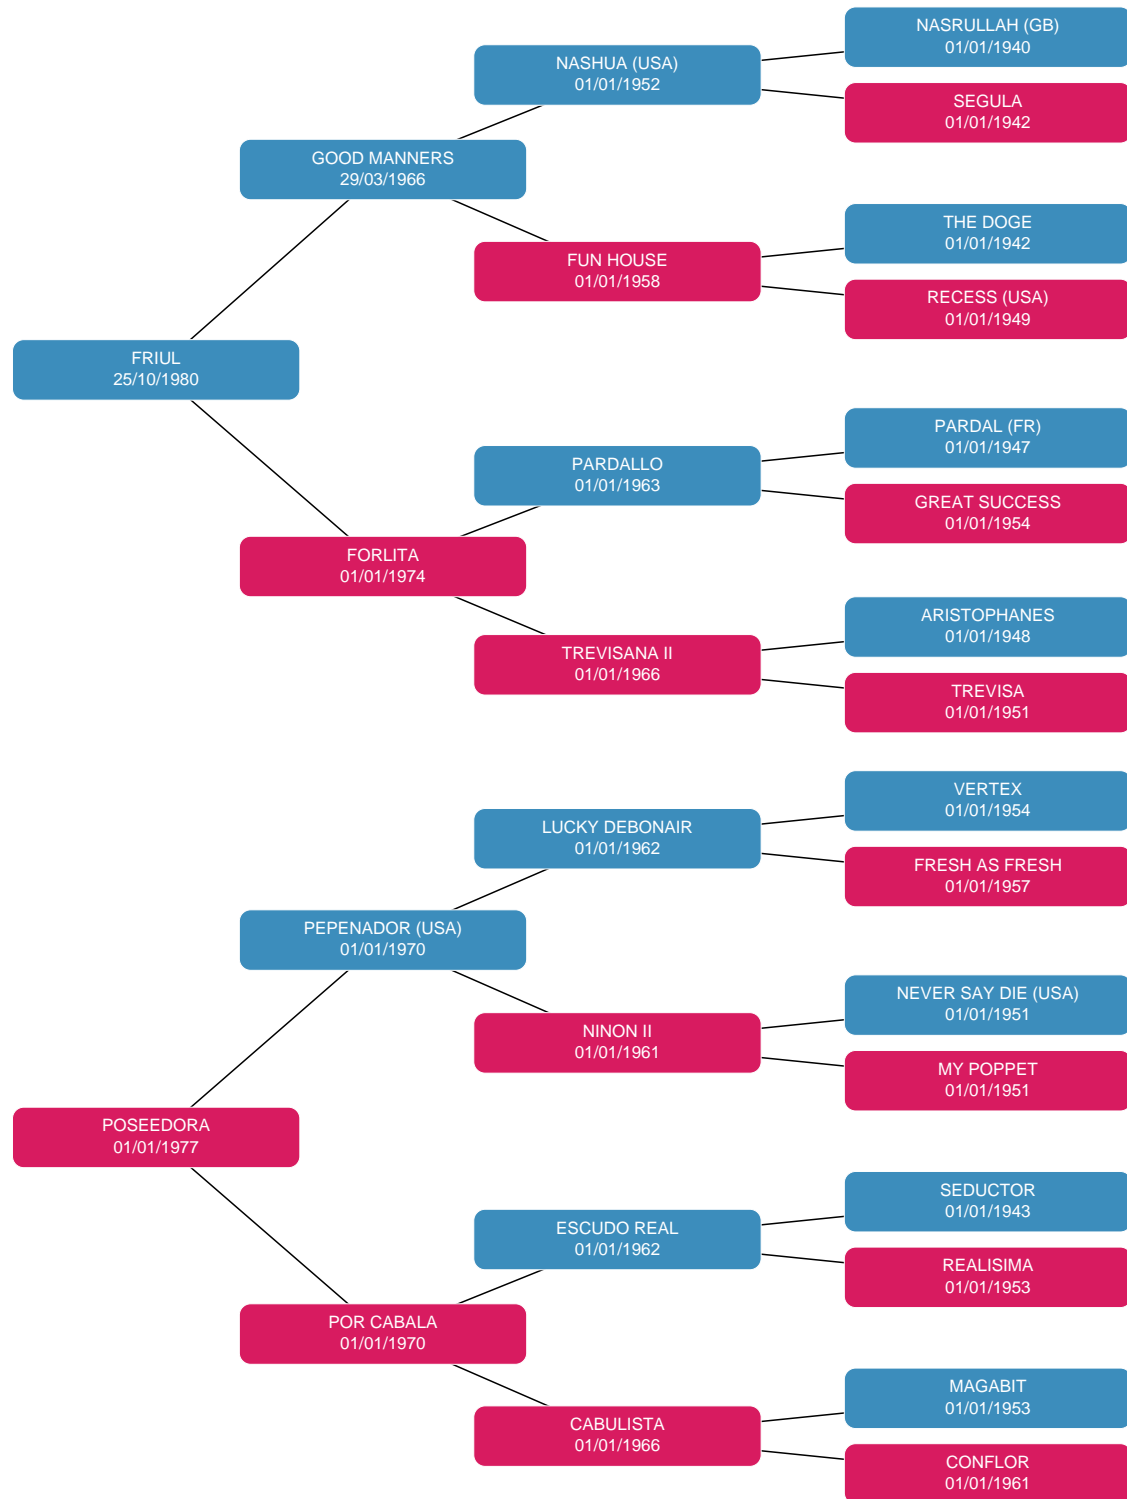 NASRULLAH (GB)
01/01/1940
NASHUA (USA)
01/01/1952
SEGULA
01/01/1942
GOOD MANNERS
29/03/1966
THE DOGE
01/01/1942
FUN HOUSE
01/01/1958
RECESS (USA)
01/01/1949
FRIUL
25/10/1980
PARDAL (FR)
01/01/1947
PARDALLO
01/01/1963
GREAT SUCCESS
01/01/1954
FORLITA
01/01/1974
ARISTOPHANES
01/01/1948
TREVISANA II
01/01/1966
TREVISA
01/01/1951
VERTEX
01/01/1954
LUCKY DEBONAIR
01/01/1962
FRESH AS FRESH
01/01/1957
PEPENADOR (USA)
01/01/1970
NEVER SAY DIE (USA)
01/01/1951
NINON II
01/01/1961
MY POPPET
01/01/1951
POSEEDORA
01/01/1977
SEDUCTOR
01/01/1943
ESCUDO REAL
01/01/1962
REALISIMA
01/01/1953
POR CABALA
01/01/1970
MAGABIT
01/01/1953
CABULISTA
01/01/1966
CONFLOR
01/01/1961